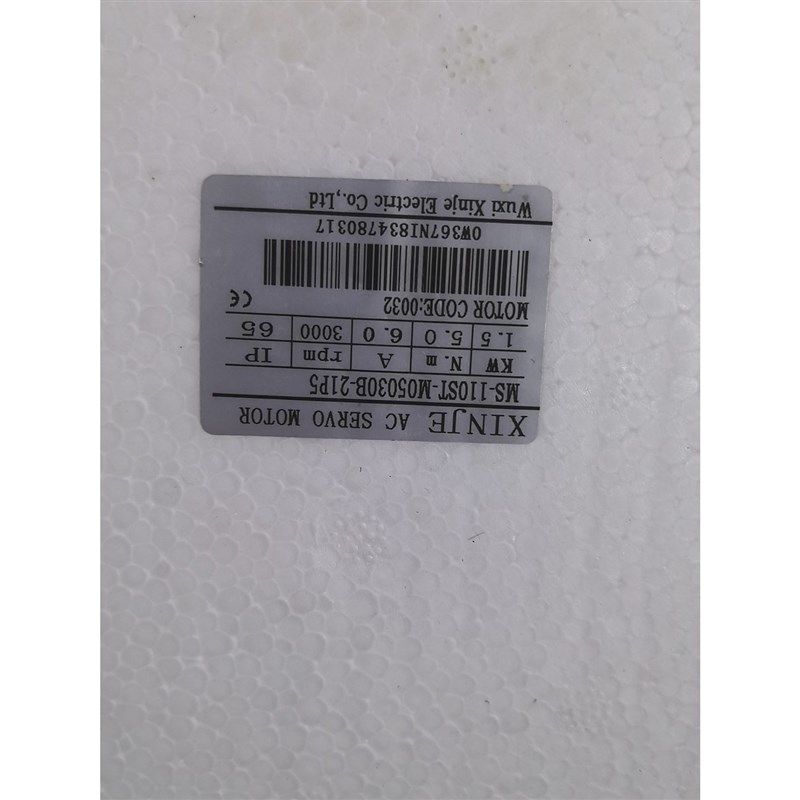 XINJE AC SERVO MOTOR
MS-110ST-M05030B-21P5
KW N.m A rpm IP
1.5 5.0 6.0 3000 65
MOTOR CODE:0032 CE
0W367NI834780317
Wuxi Xinje Electric Co.,Ltd